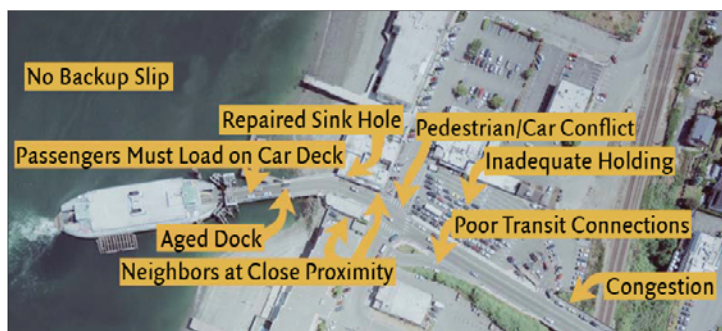 No Backup Slip
Repaired Sink Hole
Pedestrian/Car Conflict
Passengers Must Load on Car Deck
Inadequate Holding
Poor Transit Connections
Aged Dock
Neighbors at Close Proximity
Congestion